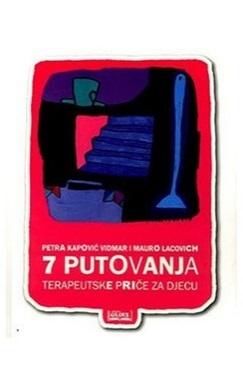 PETRA KAPOVIĆ VIDMAR I MAURO LACOVICH
7 PUTOVANJA
TERAPEUTSKE PRIČE ZA DJECU